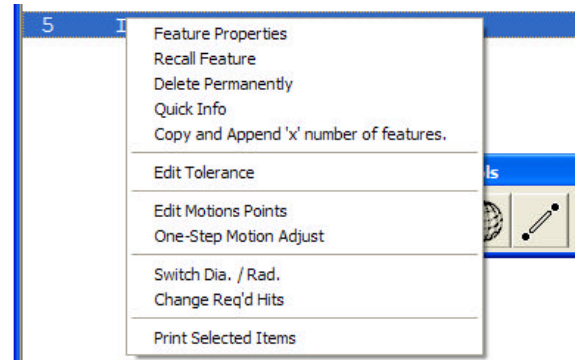 5 I
Feature Properties
Recall Feature
Delete Permanently
Quick Info
Copy and Append 'x' number of features.
Edit Tolerance
ls
Edit Motions Points
One-Step Motion Adjust
Switch Dia. / Rad.
Change Req'd Hits
Print Selected Items